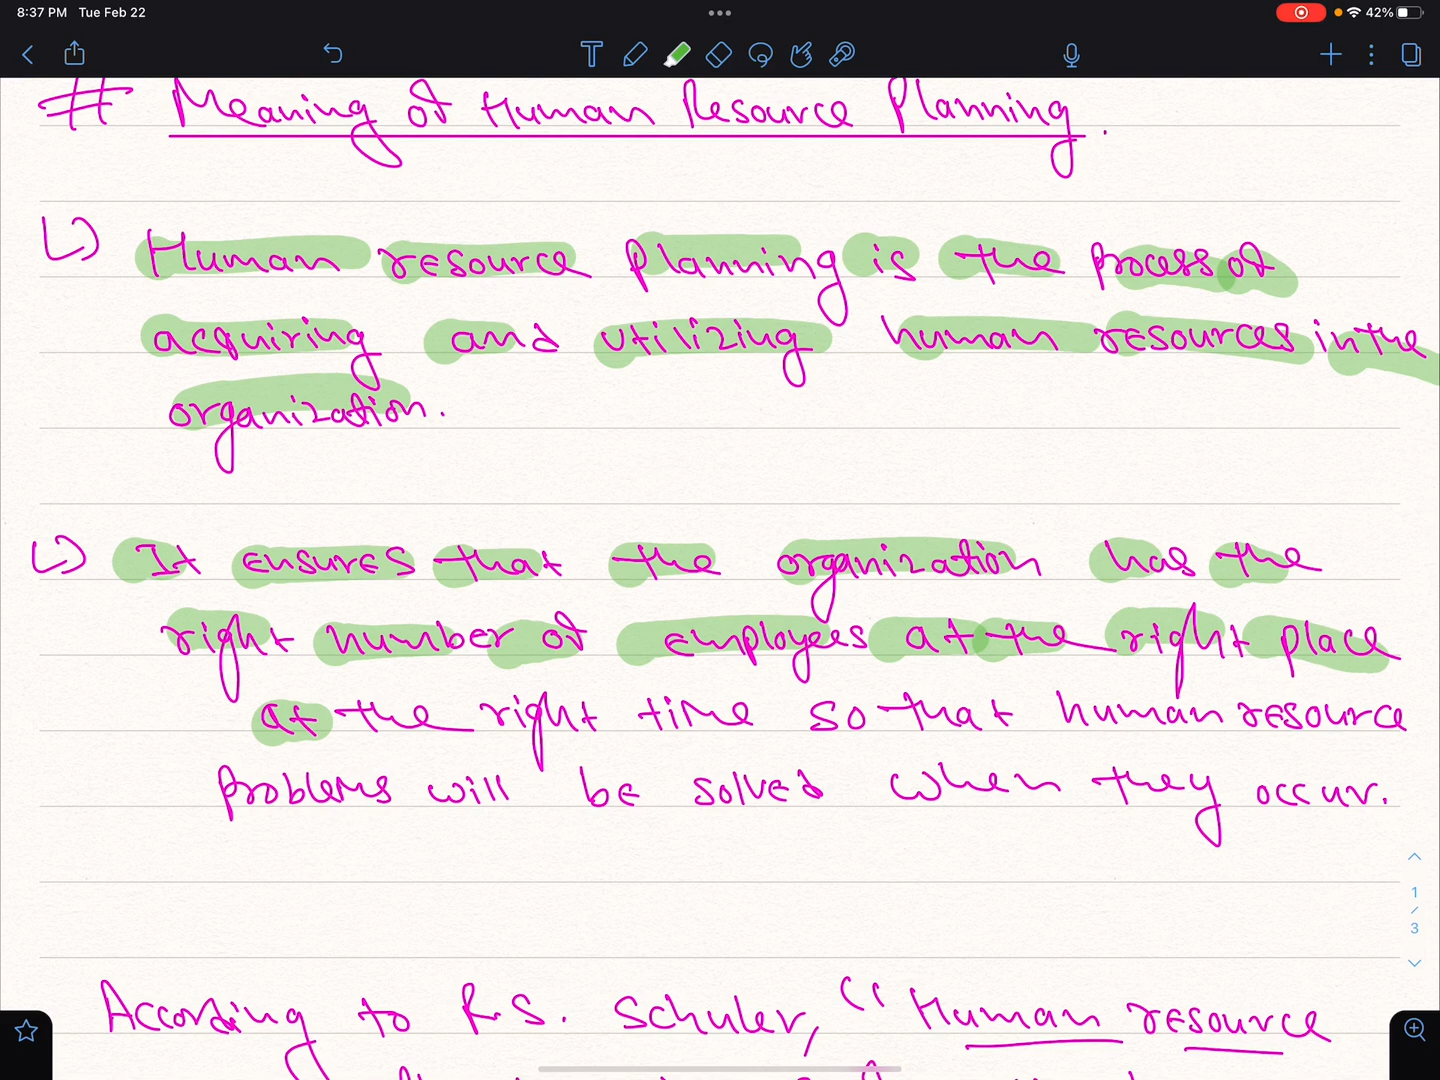 8:37 PM Tue Feb 22
42%
# Meaning of Human Resource Planning.
Human resource planning is the process of
acquiring and utilizing human resources in the
organization.
It ensures that the organization has the
right number of employees at the right place
at the right time so that human resource
problems will be solved when they occur.
1
/
3
According to R.S. Schuler, "Human resource